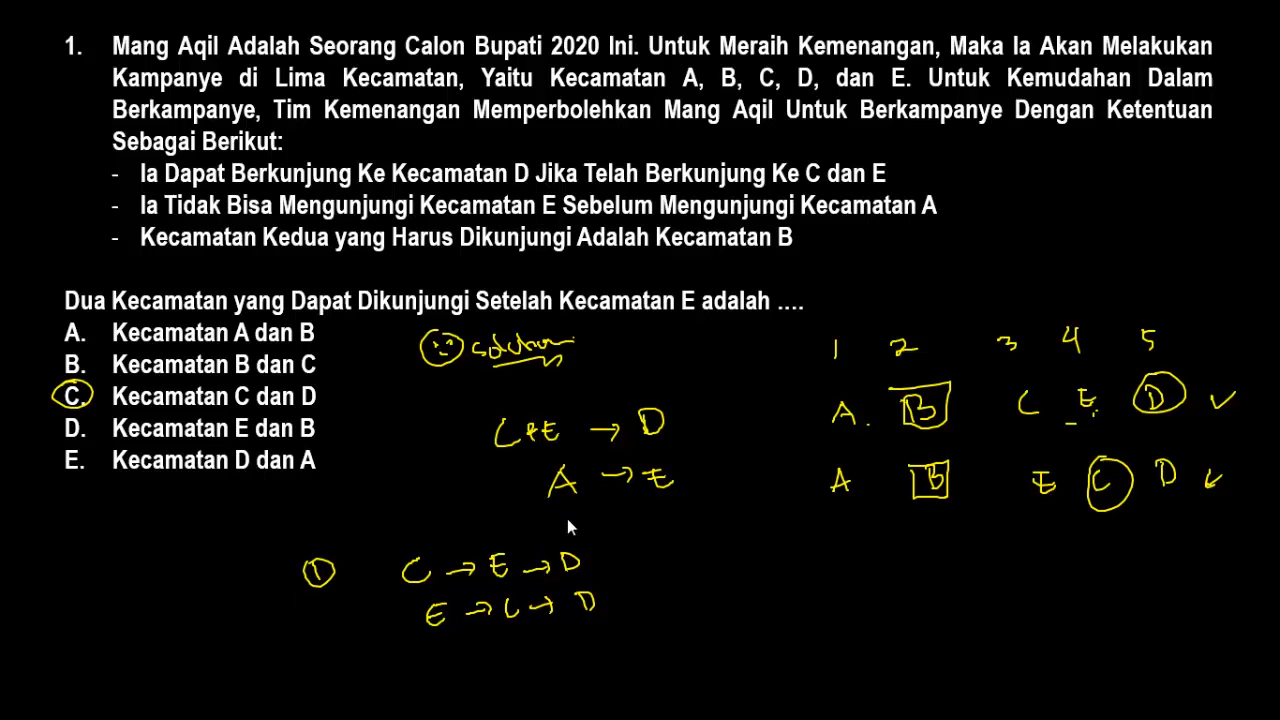 1. Mang Aqil Adalah Seorang Calon Bupati 2020 Ini. Untuk Meraih Kemenangan, Maka Ia Akan Melakukan
Kampanye di Lima Kecamatan, Yaitu Kecamatan A, B, C, D, dan E. Untuk Kemudahan Dalam
Berkampanye, Tim Kemenangan Memperbolehkan Mang Aqil Untuk Berkampanye Dengan Ketentuan
Sebagai Berikut:
- Ia Dapat Berkunjung Ke Kecamatan D Jika Telah Berkunjung Ke C dan E
- Ia Tidak Bisa Mengunjungi Kecamatan E Sebelum Mengunjungi Kecamatan A
- Kecamatan Kedua yang Harus Dikunjungi Adalah Kecamatan B
Dua Kecamatan yang Dapat Dikunjungi Setelah Kecamatan E adalah ....
A. Kecamatan A dan B
B. Kecamatan B dan C
C. Kecamatan C dan D
D. Kecamatan E dan B
E. Kecamatan D dan A
Solution
C & E → D
A → E
1 C → E → D
E → C → D
1 2 3 4 5
A. B C E D ✓
A B E C D ✓